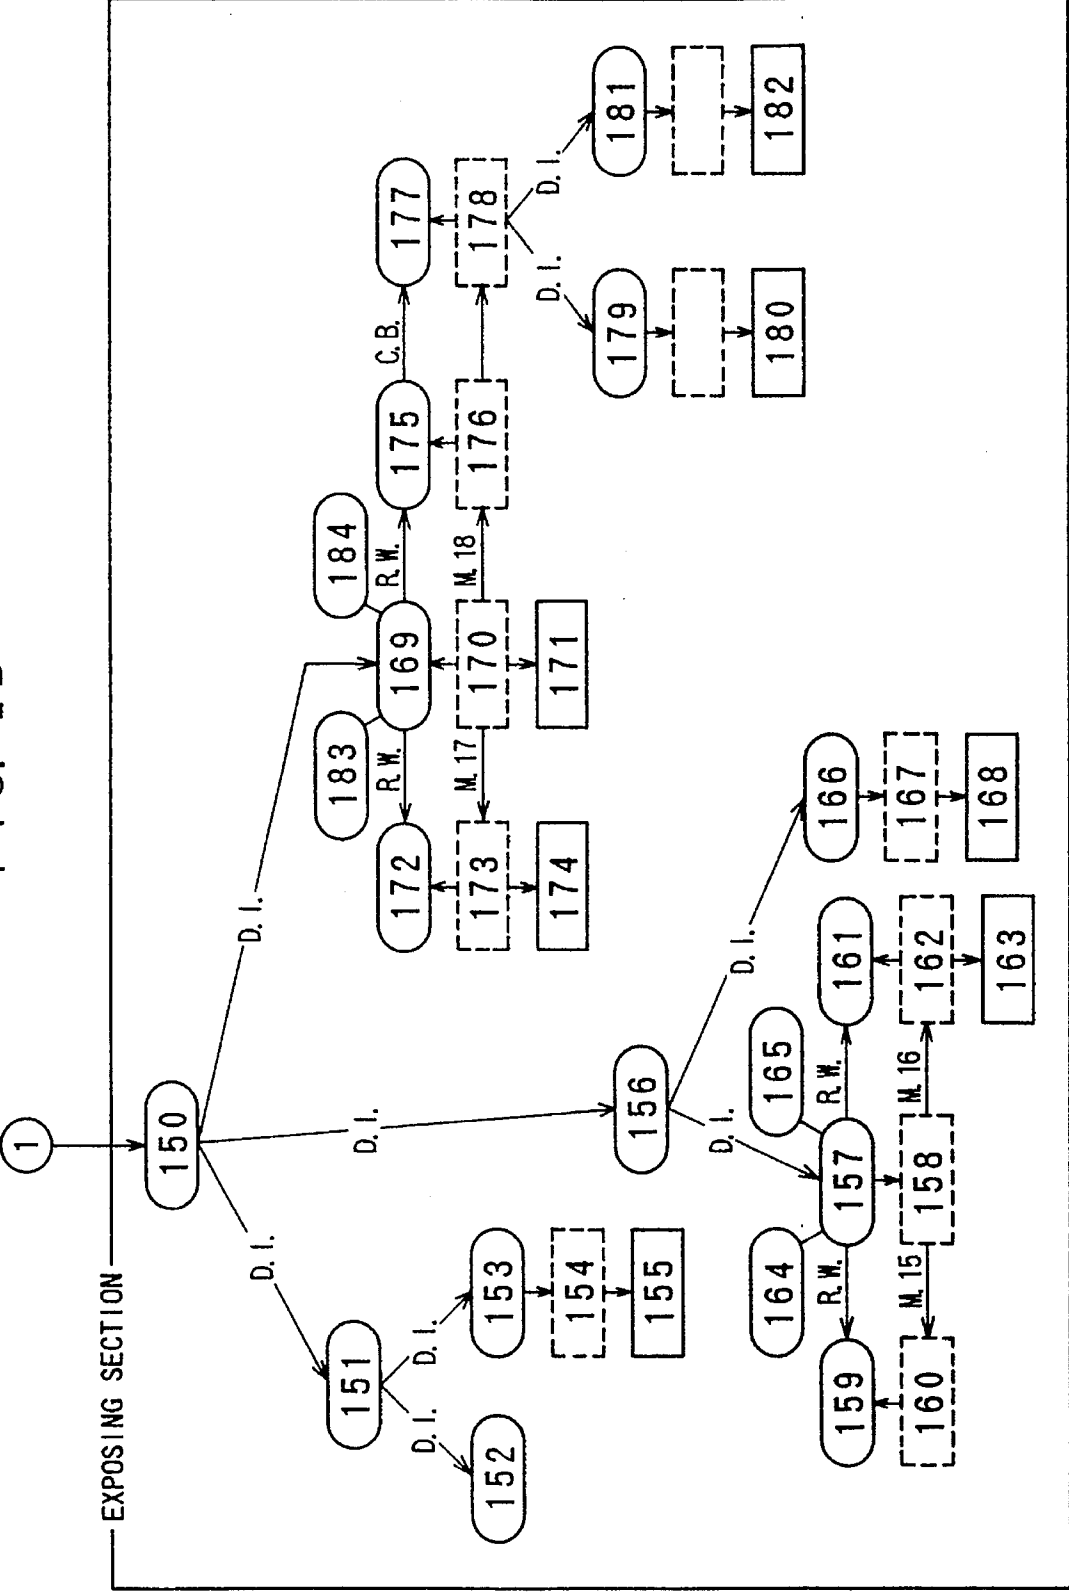 1
EXPOSING SECTION
150
D. I.
D. I.
D. I.
151
D. I.
D. I.
152
153
154
155
156
D. I.
D. I.
164
165
159
R. W.
157
R. W.
161
160
M. 15
158
M. 16
162
163
166
167
168
183
184
172
R. W.
169
R. W.
175
C. B.
177
173
M. 17
170
M. 18
176
178
174
171
D. I.
D. I.
179
181
180
182